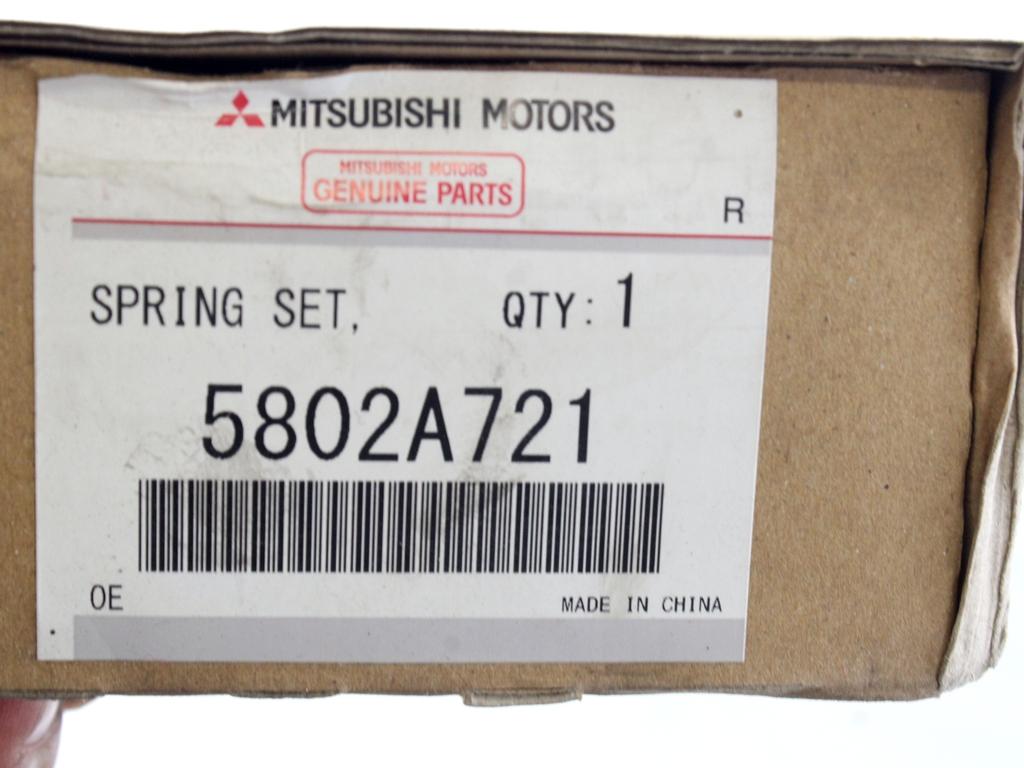 MITSUBISHI MOTORS
MITSUBISHI MOTORS
GENUINE PARTS
R
SPRING SET, QTY: 1
5802A721
OE MADE IN CHINA